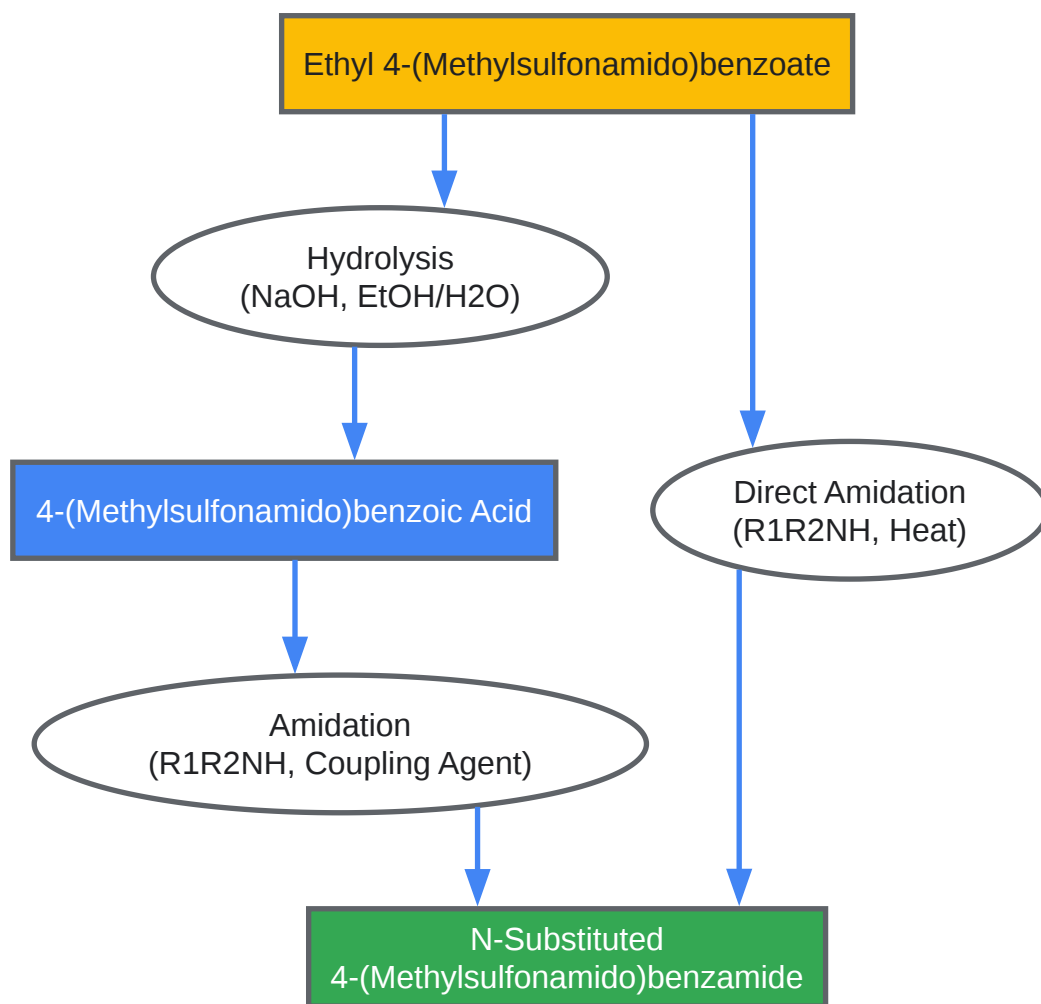 Ethyl 4-(Methylsulfonamido)benzoate
Hydrolysis
(NaOH, EtOH/H2O)
4-(Methylsulfonamido)benzoic Acid
Direct Amidation
(R1R2NH, Heat)
Amidation
(R1R2NH, Coupling Agent)
N-Substituted
4-(Methylsulfonamido)benzamide